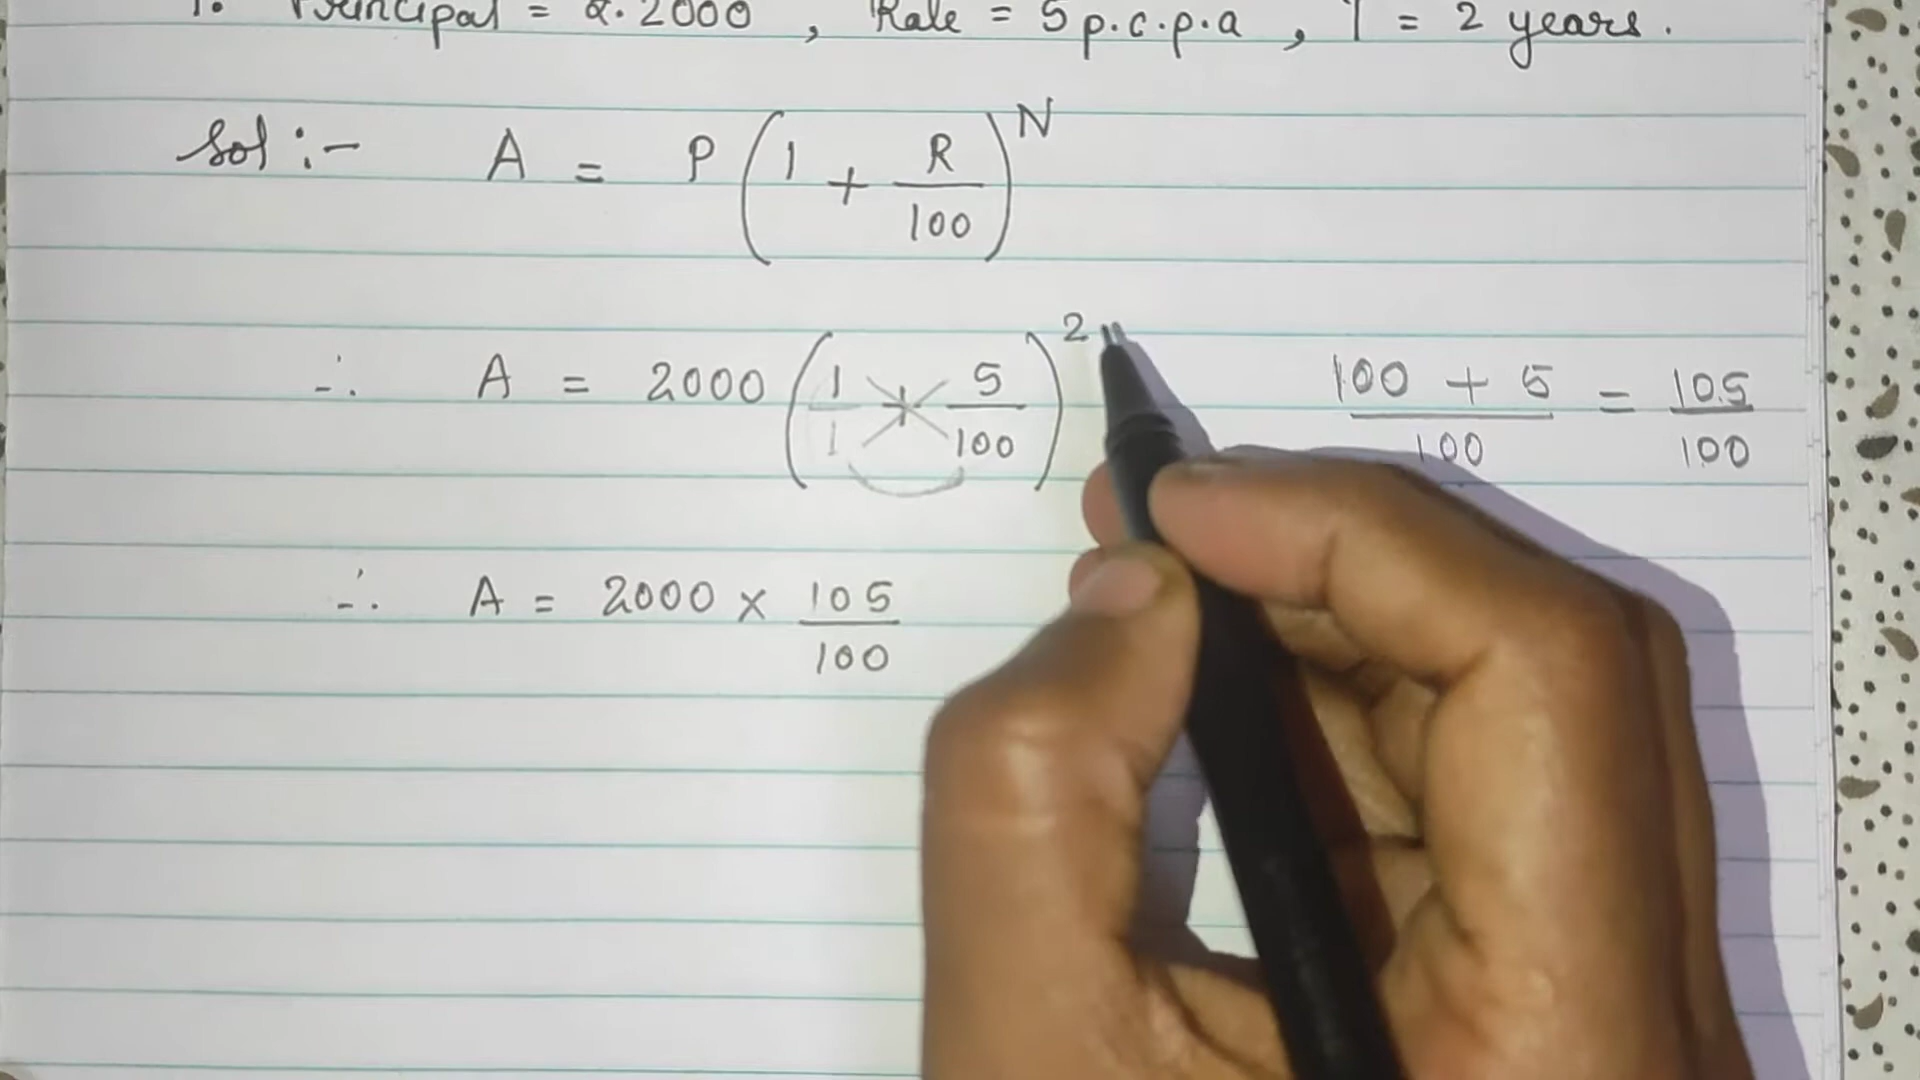 1. Principal = ₹. 2000 , Rate = 5 p.c.p.a , T = 2 years.
Sol :- A = P (1 + R/100)^N
∴ A = 2000 (1/1 + 5/100)^2 100 + 5/100 = 105/100
∴ A = 2000 × 105/100